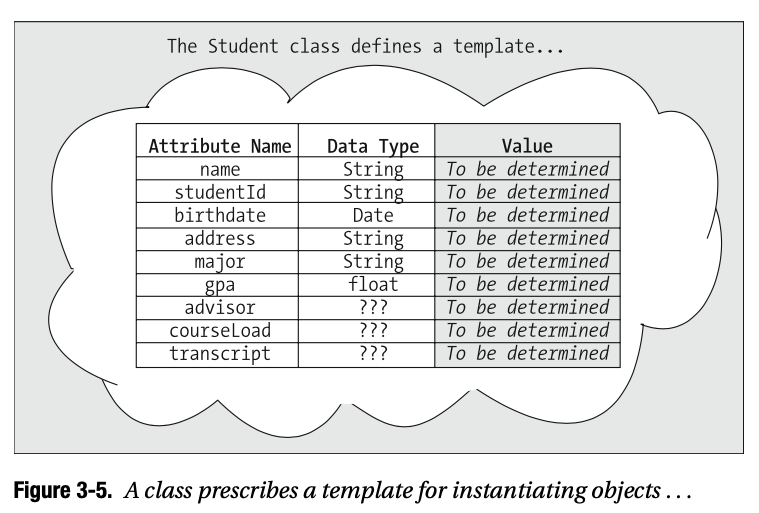 The Student class defines a template...
Attribute Name Data Type Value
name String To be determined
studentId String To be determined
birthdate Date To be determined
address String To be determined
major String To be determined
gpa float To be determined
advisor ??? To be determined
courseLoad ??? To be determined
transcript ??? To be determined
Figure 3-5. A class prescribes a template for instantiating objects . . .